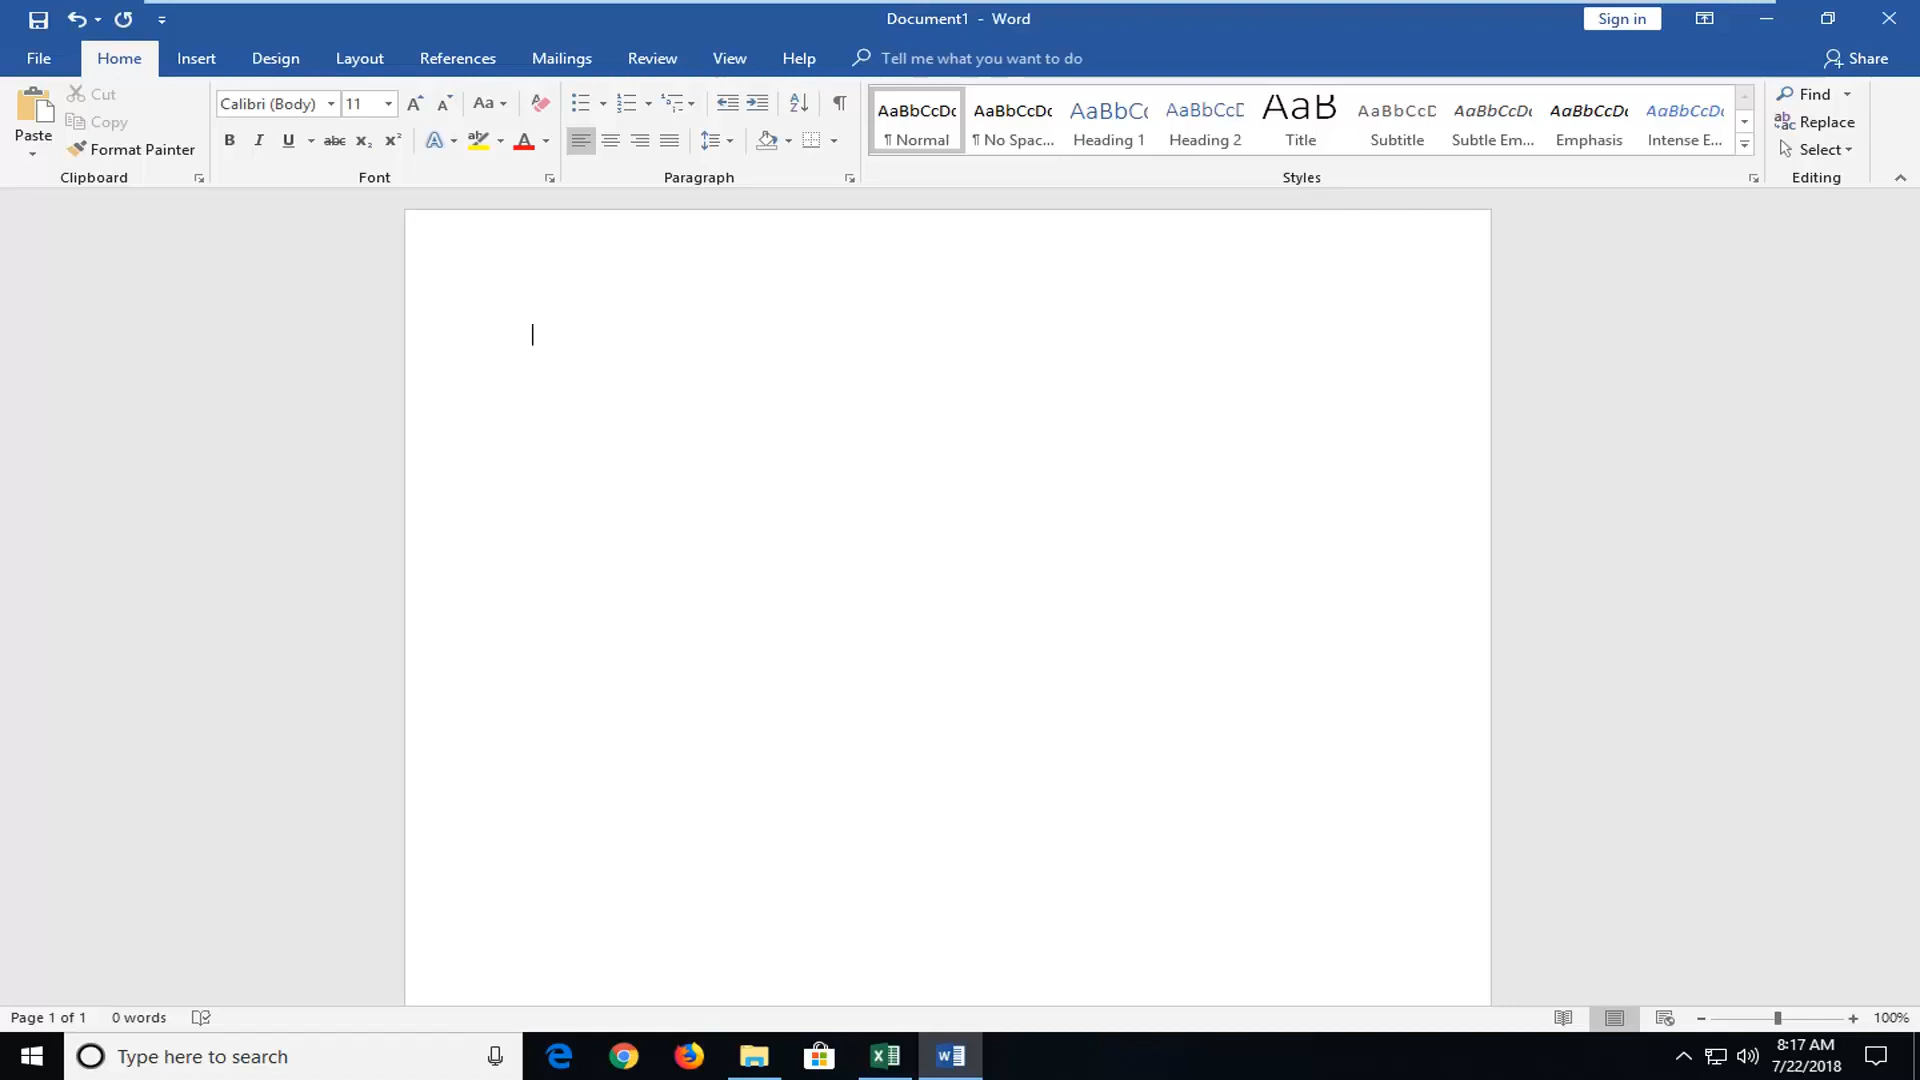 Document1 - Word
Sign in
File Home Insert Design Layout References Mailings Review View Help Tell me what you want to do Share
Paste
Cut
Copy
Format Painter
Clipboard
Calibri (Body) 11
Font
Paragraph
AaBbCcDc AaBbCcDc AaBbC( AaBbCcD AaB AaBbCcD AaBbCcDc AaBbCcDc AaBbCcDc
¶ Normal ¶ No Spac... Heading 1 Heading 2 Title Subtitle Subtle Em... Emphasis Intense E...
Styles
Find
Replace
Select
Editing
Page 1 of 1 0 words
100%
Type here to search
8:17 AM
7/22/2018